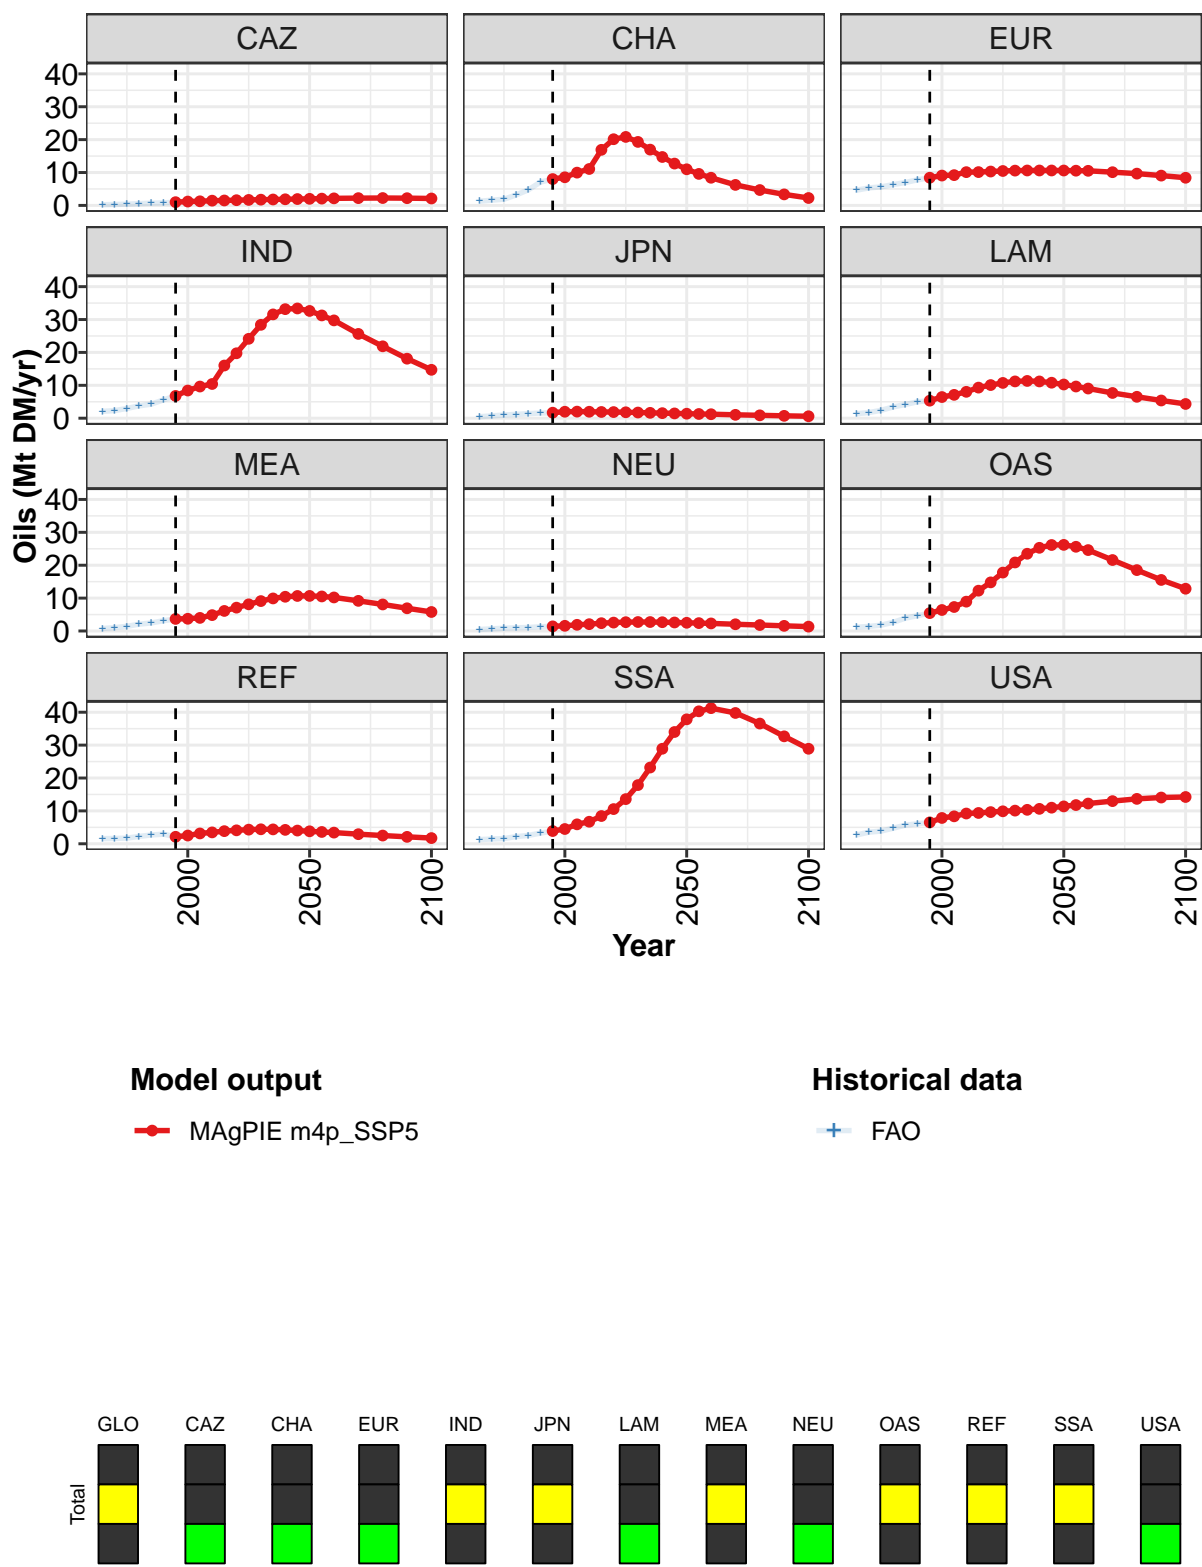 CAZ CHA EUR
40
30
20
10
0
IND JPN LAM
40
30
20
10
0
MEA NEU OAS
40
30
20
10
0
REF SSA USA
40
30
20
10
0
Oils (Mt DM/yr)
2000 2050 2100 2000 2050 2100 2000 2050 2100
Year
Model output
MAgPIE m4p_SSP5
Historical data
FAO
GLO CAZ CHA EUR IND JPN LAM MEA NEU OAS REF SSA USA
Total